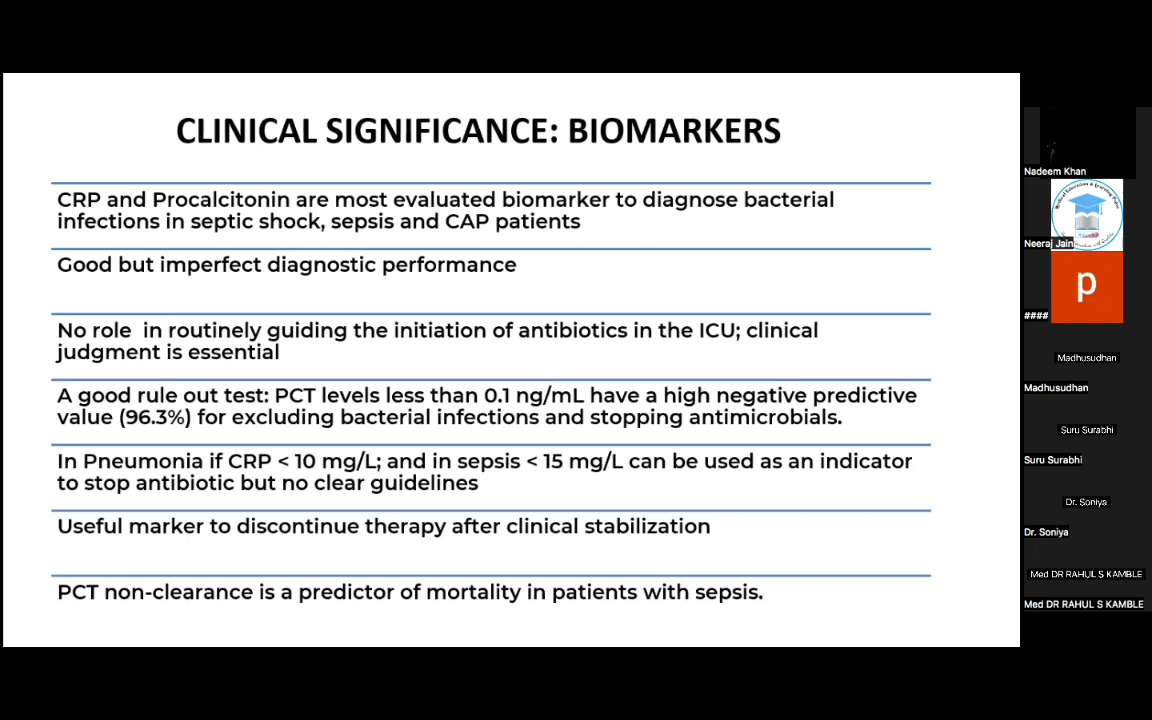 CLINICAL SIGNIFICANCE: BIOMARKERS
CRP and Procalcitonin are most evaluated biomarker to diagnose bacterial
infections in septic shock, sepsis and CAP patients
Good but imperfect diagnostic performance
No role in routinely guiding the initiation of antibiotics in the ICU; clinical
judgment is essential
A good rule out test: PCT levels less than 0.1 ng/mL have a high negative predictive
value (96.3%) for excluding bacterial infections and stopping antimicrobials.
In Pneumonia if CRP < 10 mg/L; and in sepsis < 15 mg/L can be used as an indicator
to stop antibiotic but no clear guidelines
Useful marker to discontinue therapy after clinical stabilization
PCT non-clearance is a predictor of mortality in patients with sepsis.
Nadeem Khan
Neeraj Jain
p
####
Madhusudhan
Madhusudhan
Suru Surabhi
Suru Surabhi
Dr. Soniya
Dr. Soniya
Med DR RAHUL S KAMBLE
Med DR RAHUL S KAMBLE